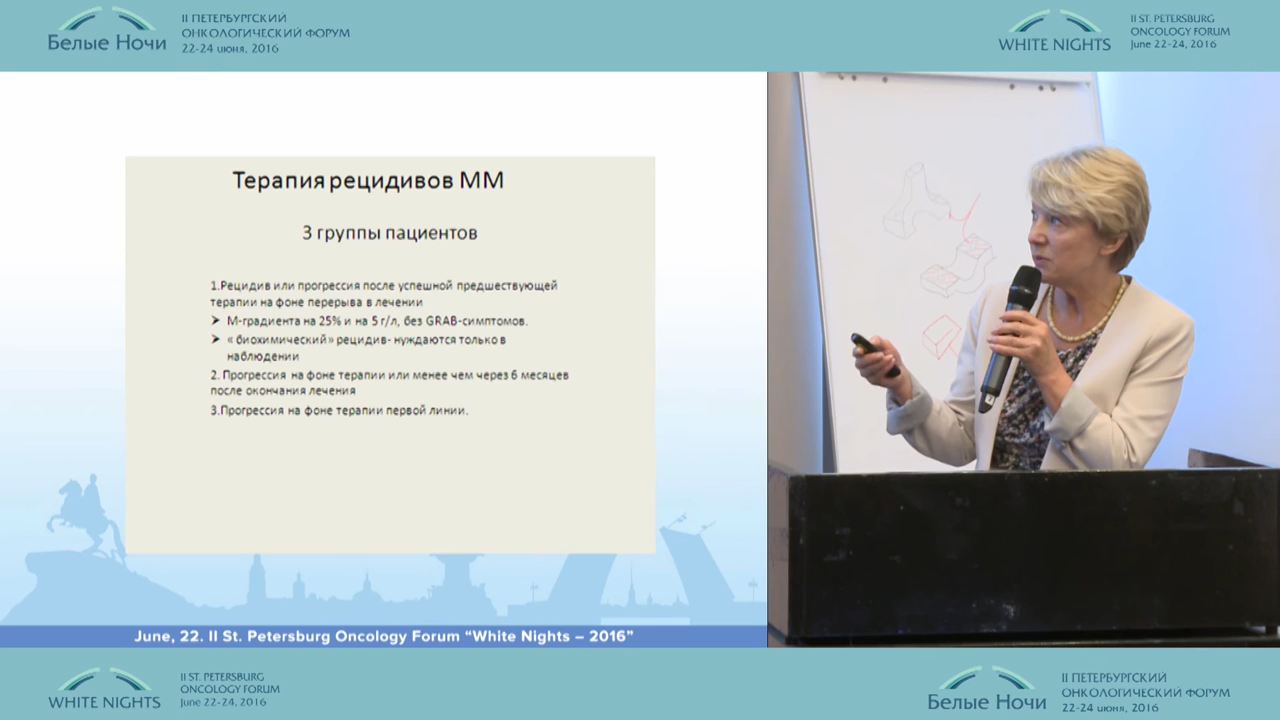 Белые Ночи
II ПЕТЕРБУРГСКИЙ
ОНКОЛОГИЧЕСКИЙ ФОРУМ
22-24 июня, 2016
WHITE NIGHTS
II ST. PETERSBURG
ONCOLOGY FORUM
June 22-24, 2016
Терапия рецидивов ММ
3 группы пациентов
1.Рецидив или прогрессия после успешной предшествующей
терапии на фоне перерыва в лечении
➢ М-градиента на 25% и на 5 г/л, без GRAB-симптомов.
➢ « биохимический» рецидив- нуждаются только в
наблюдении
2. Прогрессия на фоне терапии или менее чем через 6 месяцев
после окончания лечения
3.Прогрессия на фоне терапии первой линии.
June, 22. II St. Petersburg Oncology Forum “White Nights – 2016”
WHITE NIGHTS
II ST. PETERSBURG
ONCOLOGY FORUM
June 22-24, 2016
Белые Ночи
II ПЕТЕРБУРГСКИЙ
ОНКОЛОГИЧЕСКИЙ ФОРУМ
22-24 июня, 2016